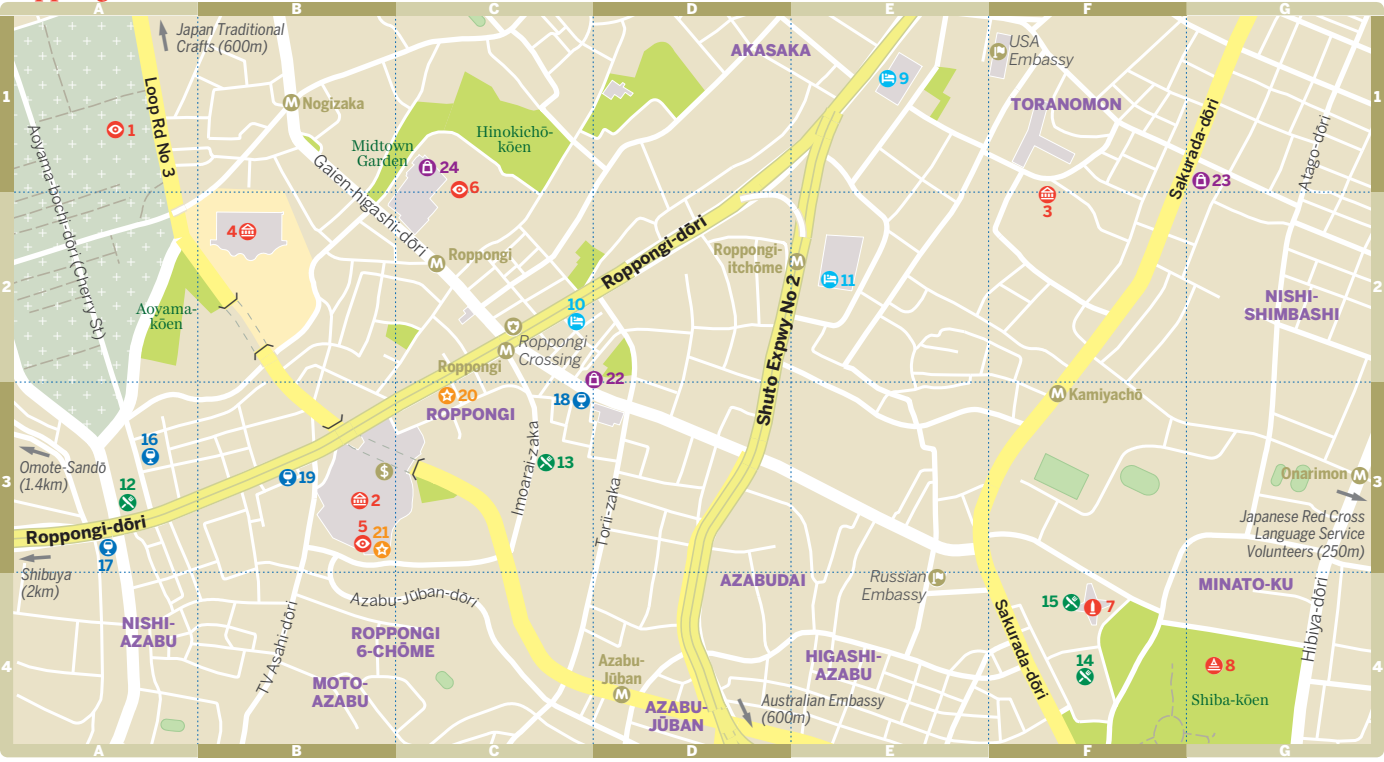 A
B
C
D
E
F
G
1
2
3
4
Japan Traditional
Crafts (600m)
Loop Rd No 3
Nogizaka
1
Aoyama-bochi-dōri (Cherry St)
Midtown
Garden
Hinokichō-
kōen
24
6
Gaien-higashi-dōri
AKASAKA
9
USA
Embassy
TORANOMON
Sakurada-dōri
23
Atago-dōri
3
4
Roppongi
Roppongi-dōri
Roppongi-
itchōme
11
Shuto Expwy No 2
NISHI-
SHIMBASHI
Aoyama-
kōen
10
Roppongi
Crossing
Roppongi
22
20
ROPPONGI
18
Kamiyachō
16
Omote-Sandō
(1.4km)
12
19
$
2
5
21
Imoarai-zaka
13
Torii-zaka
Onarimon
Japanese Red Cross
Language Service
Volunteers (250m)
Roppongi-dōri
17
Shibuya
(2km)
Azabu-Jūban-dōri
AZABUDAI
Russian
Embassy
MINATO-KU
15
7
NISHI-
AZABU
TV Asahi-dōri
ROPPONGI
6-CHŌME
MOTO-
AZABU
Azabu-
Jūban
AZABU-
JŪBAN
HIGASHI-
AZABU
Australian Embassy
(600m)
Sakurada-dōri
14
8
Shiba-kōen
Hibiya-dōri
1
2
3
4
A
B
C
D
E
F
G